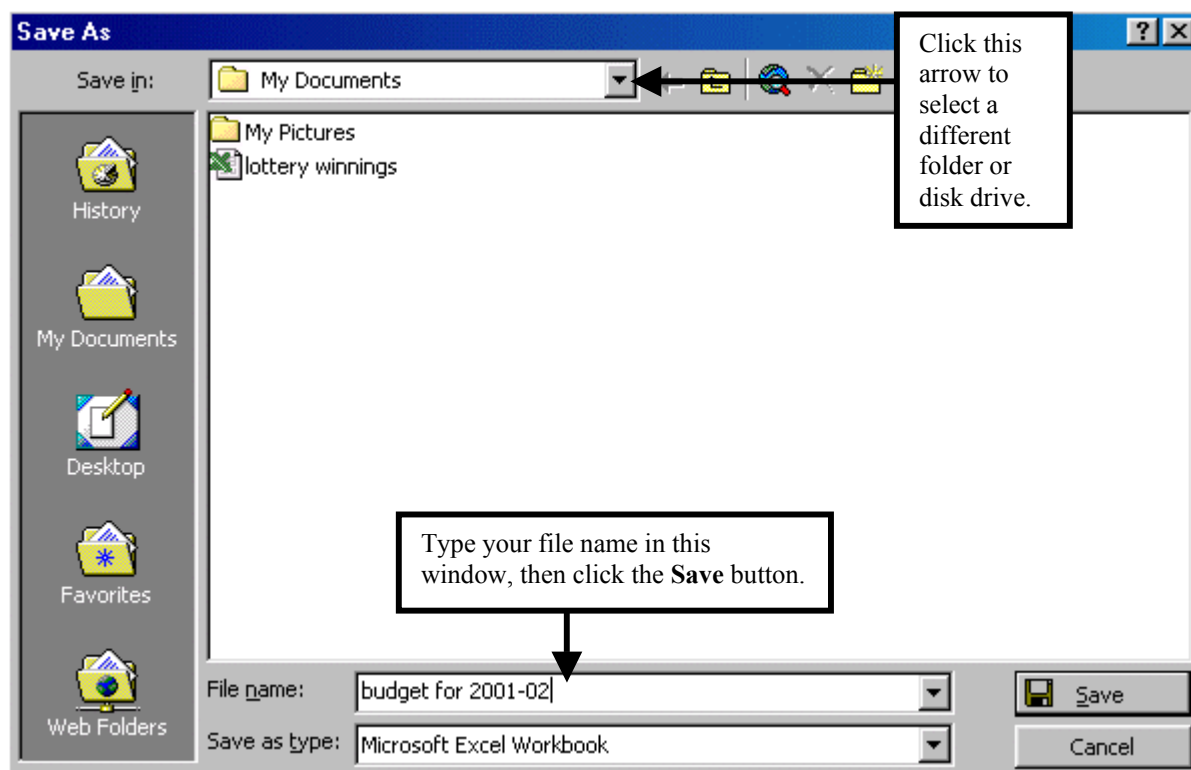 Save As
Save in:
My Documents
Click this
arrow to
select a
different
folder or
disk drive.
My Pictures
lottery winnings
History
My Documents
Desktop
Favorites
Web Folders
Type your file name in this
window, then click the Save button.
File name:
budget for 2001-02
Save
Save as type:
Microsoft Excel Workbook
Cancel